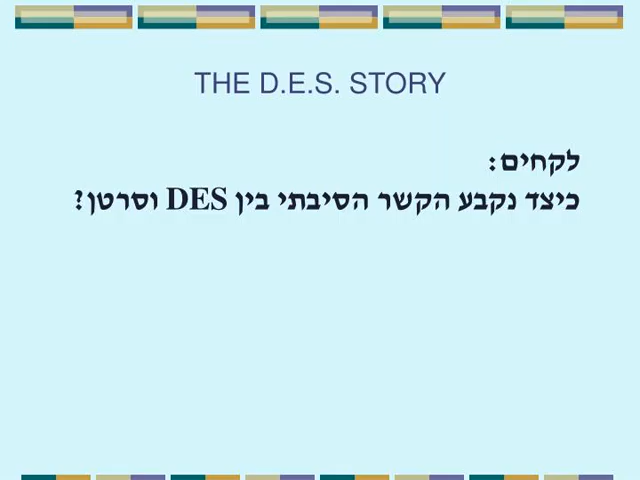 THE D.E.S. STORY
לקחים:
כיצד נקבע הקשר הסיבתי בין DES וסרטן?